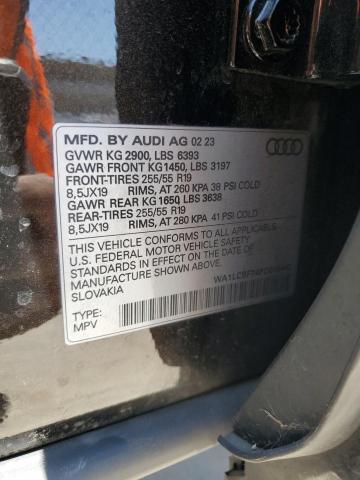 MFD. BY AUDI AG 02 23
GVWR KG 2900, LBS 6393
GAWR FRONT KG1450, LBS 3197
FRONT-TIRES 255/55 R19
8,5JX19 RIMS, AT 260 KPA 38 PSI COLD
GAWR REAR KG 1650, LBS 3638
REAR-TIRES 255/55 R19
8,5JX19 RIMS, AT 280 KPA 41 PSI COLD
THIS VEHICLE CONFORMS TO ALL APPLICABLE
U.S. FEDERAL MOTOR VEHICLE SAFETY
STANDARDS IN EFFECT ON THE DATE OF
MANUFACTURE SHOWN ABOVE.
SLOVAKIA
TYPE:
MPV